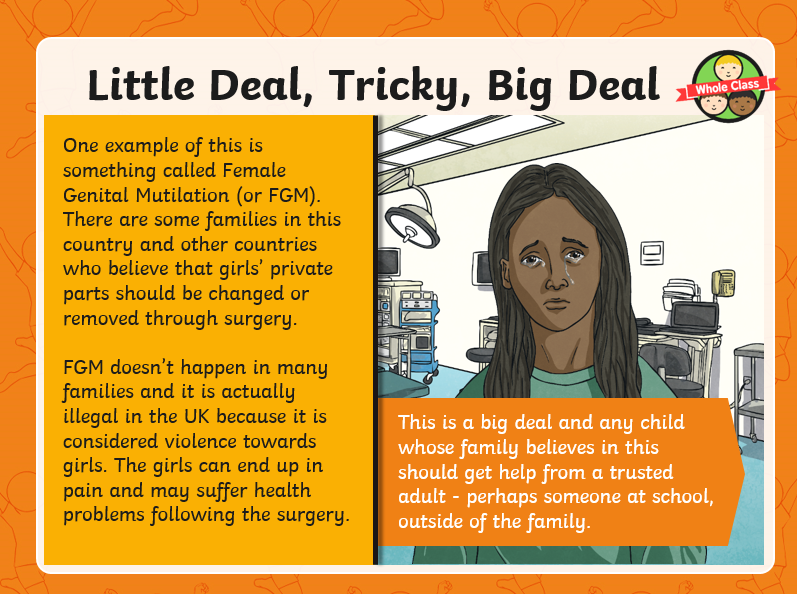 Little Deal, Tricky, Big Deal
Whole Class
One example of this is
something called Female
Genital Mutilation (or FGM).
There are some families in this
country and other countries
who believe that girls’ private
parts should be changed or
removed through surgery.
FGM doesn’t happen in many
families and it is actually
illegal in the UK because it is
considered violence towards
girls. The girls can end up in
pain and may suffer health
problems following the surgery.
This is a big deal and any child
whose family believes in this
should get help from a trusted
adult - perhaps someone at school,
outside of the family.